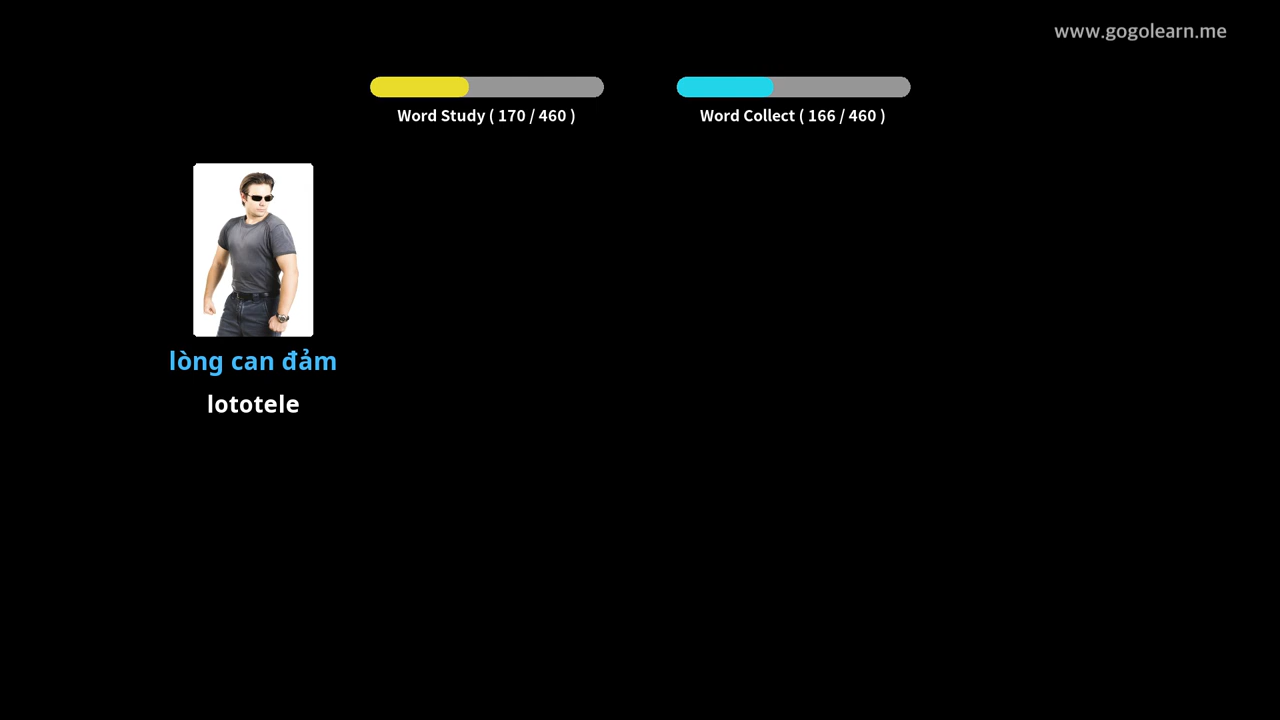 www.gogolearn.me
Word Study ( 170 / 460 )
Word Collect ( 166 / 460 )
lòng can đảm
lototele